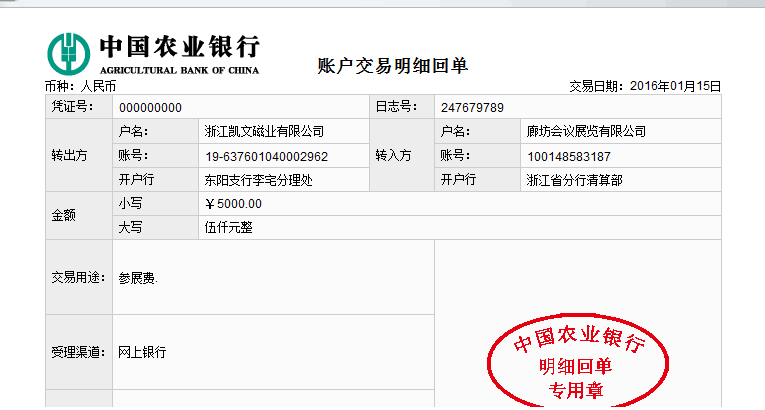 中国农业银行
AGRICULTURAL BANK OF CHINA
账户交易明细回单
币种：人民币 交易日期：2016年01月15日
凭证号： 000000000 日志号： 247679789
转出方 户名： 浙江凯文磁业有限公司 转入方 户名： 廊坊会议展览有限公司
账号： 19-637601040002962 账号： 100148583187
开户行 东阳支行李宅分理处 开户行 浙江省分行清算部
金额 小写 ￥5000.00
大写 伍仟元整
交易用途： 参展费.
受理渠道： 网上银行
中国农业银行
明细回单
专用章